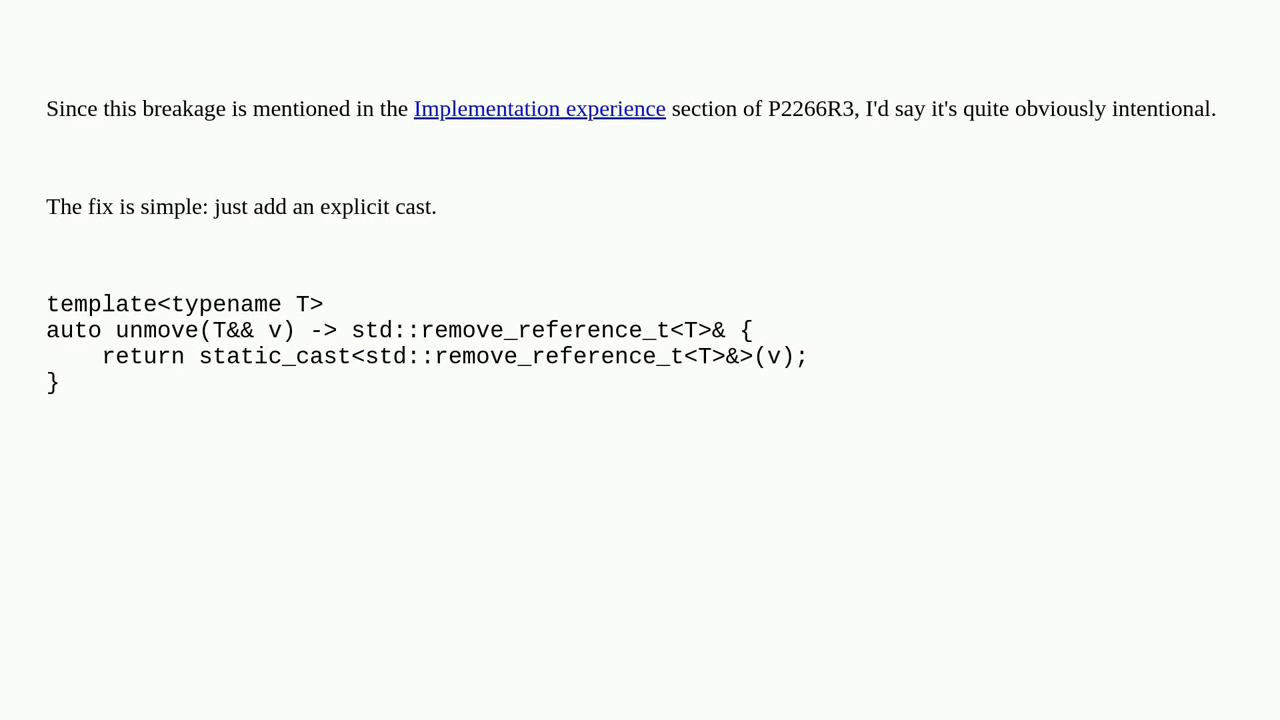 Since this breakage is mentioned in the Implementation experience section of P2266R3, I'd say it's quite obviously intentional.
The fix is simple: just add an explicit cast.
template<typename T>
auto unmove(T&& v) -> std::remove_reference_t<T>& {
    return static_cast<std::remove_reference_t<T>&>(v);
}